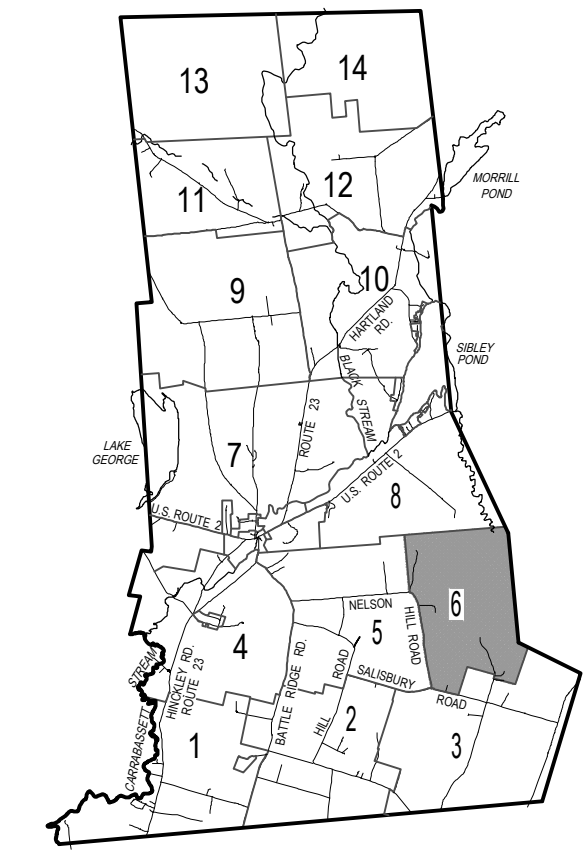 13
14
12
11
MORRILL
POND
10
9
HARTLAND
RD.
SIBLEY
POND
BLACK STREAM
ROUTE 23
LAKE
GEORGE
7
U.S. ROUTE 2
8
U.S. ROUTE 2
6
NELSON
HILL ROAD
5
4
STREAM
HINCKLEY RD.
ROUTE 23
BATTLE RIDGE RD.
HILL ROAD
SALISBURY ROAD
CARRABASSETT
2
1
3